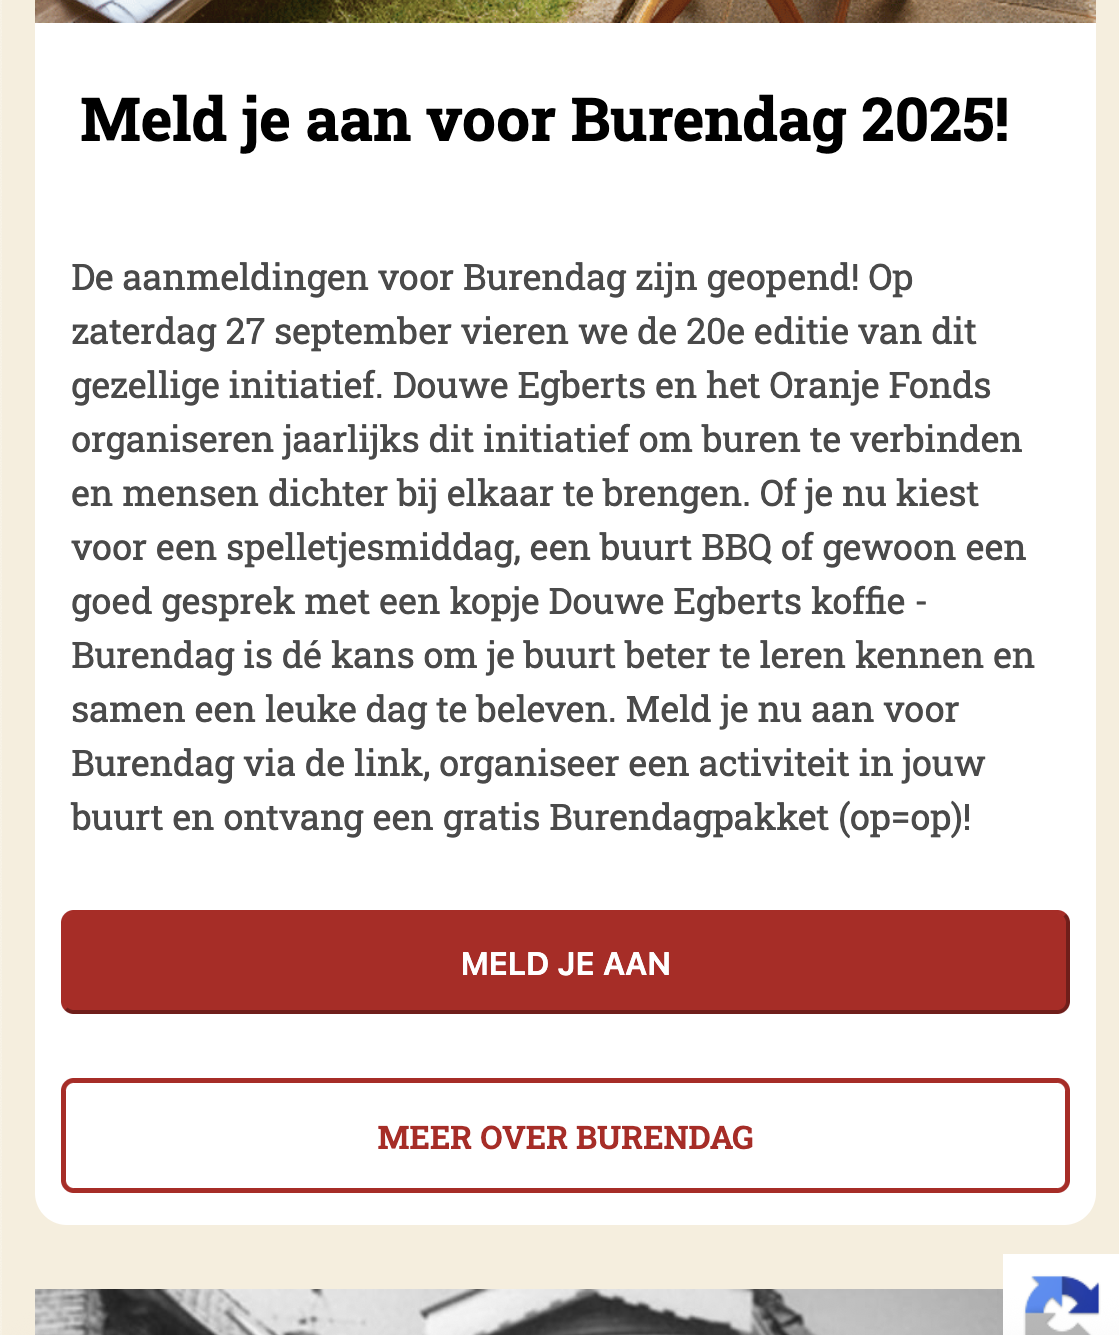 Meld je aan voor Burendag 2025!
De aanmeldingen voor Burendag zijn geopend! Op
zaterdag 27 september vieren we de 20e editie van dit
gezellige initiatief. Douwe Egberts en het Oranje Fonds
organiseren jaarlijks dit initiatief om buren te verbinden
en mensen dichter bij elkaar te brengen. Of je nu kiest
voor een spelletjesmiddag, een buurt BBQ of gewoon een
goed gesprek met een kopje Douwe Egberts koffie -
Burendag is dé kans om je buurt beter te leren kennen en
samen een leuke dag te beleven. Meld je nu aan voor
Burendag via de link, organiseer een activiteit in jouw
buurt en ontvang een gratis Burendagpakket (op=op)!
MELD JE AAN
MEER OVER BURENDAG